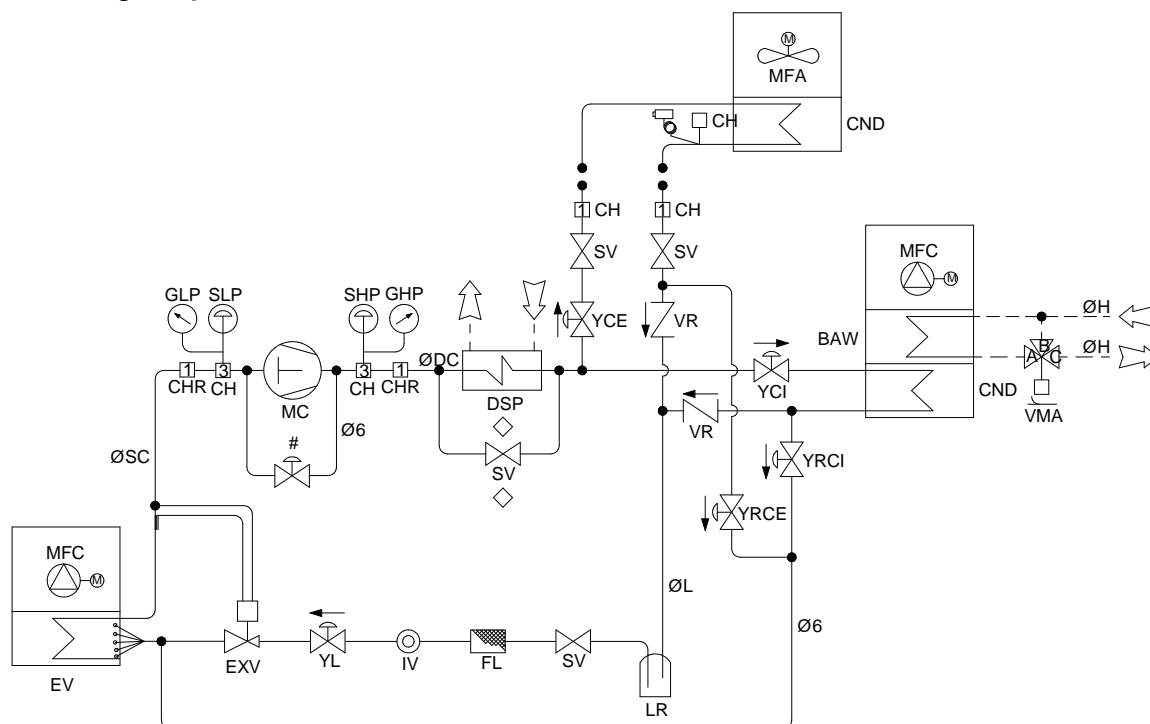 M
MFA
CH
CND
1
CH
1
CH
SV
SV
MFC
M
GLP
SLP
SHP
GHP
YCE
VR
ØH
ØDC
BAW
B
A
C
ØH
1
3
3
1
CHR
CH
MC
CH
CHR
DSP
YCI
CND
VMA
VR
#
Ø6
SV
YRCI
ØSC
YRCE
MFC
M
ØL
Ø6
EXV
YL
IV
FL
SV
EV
LR